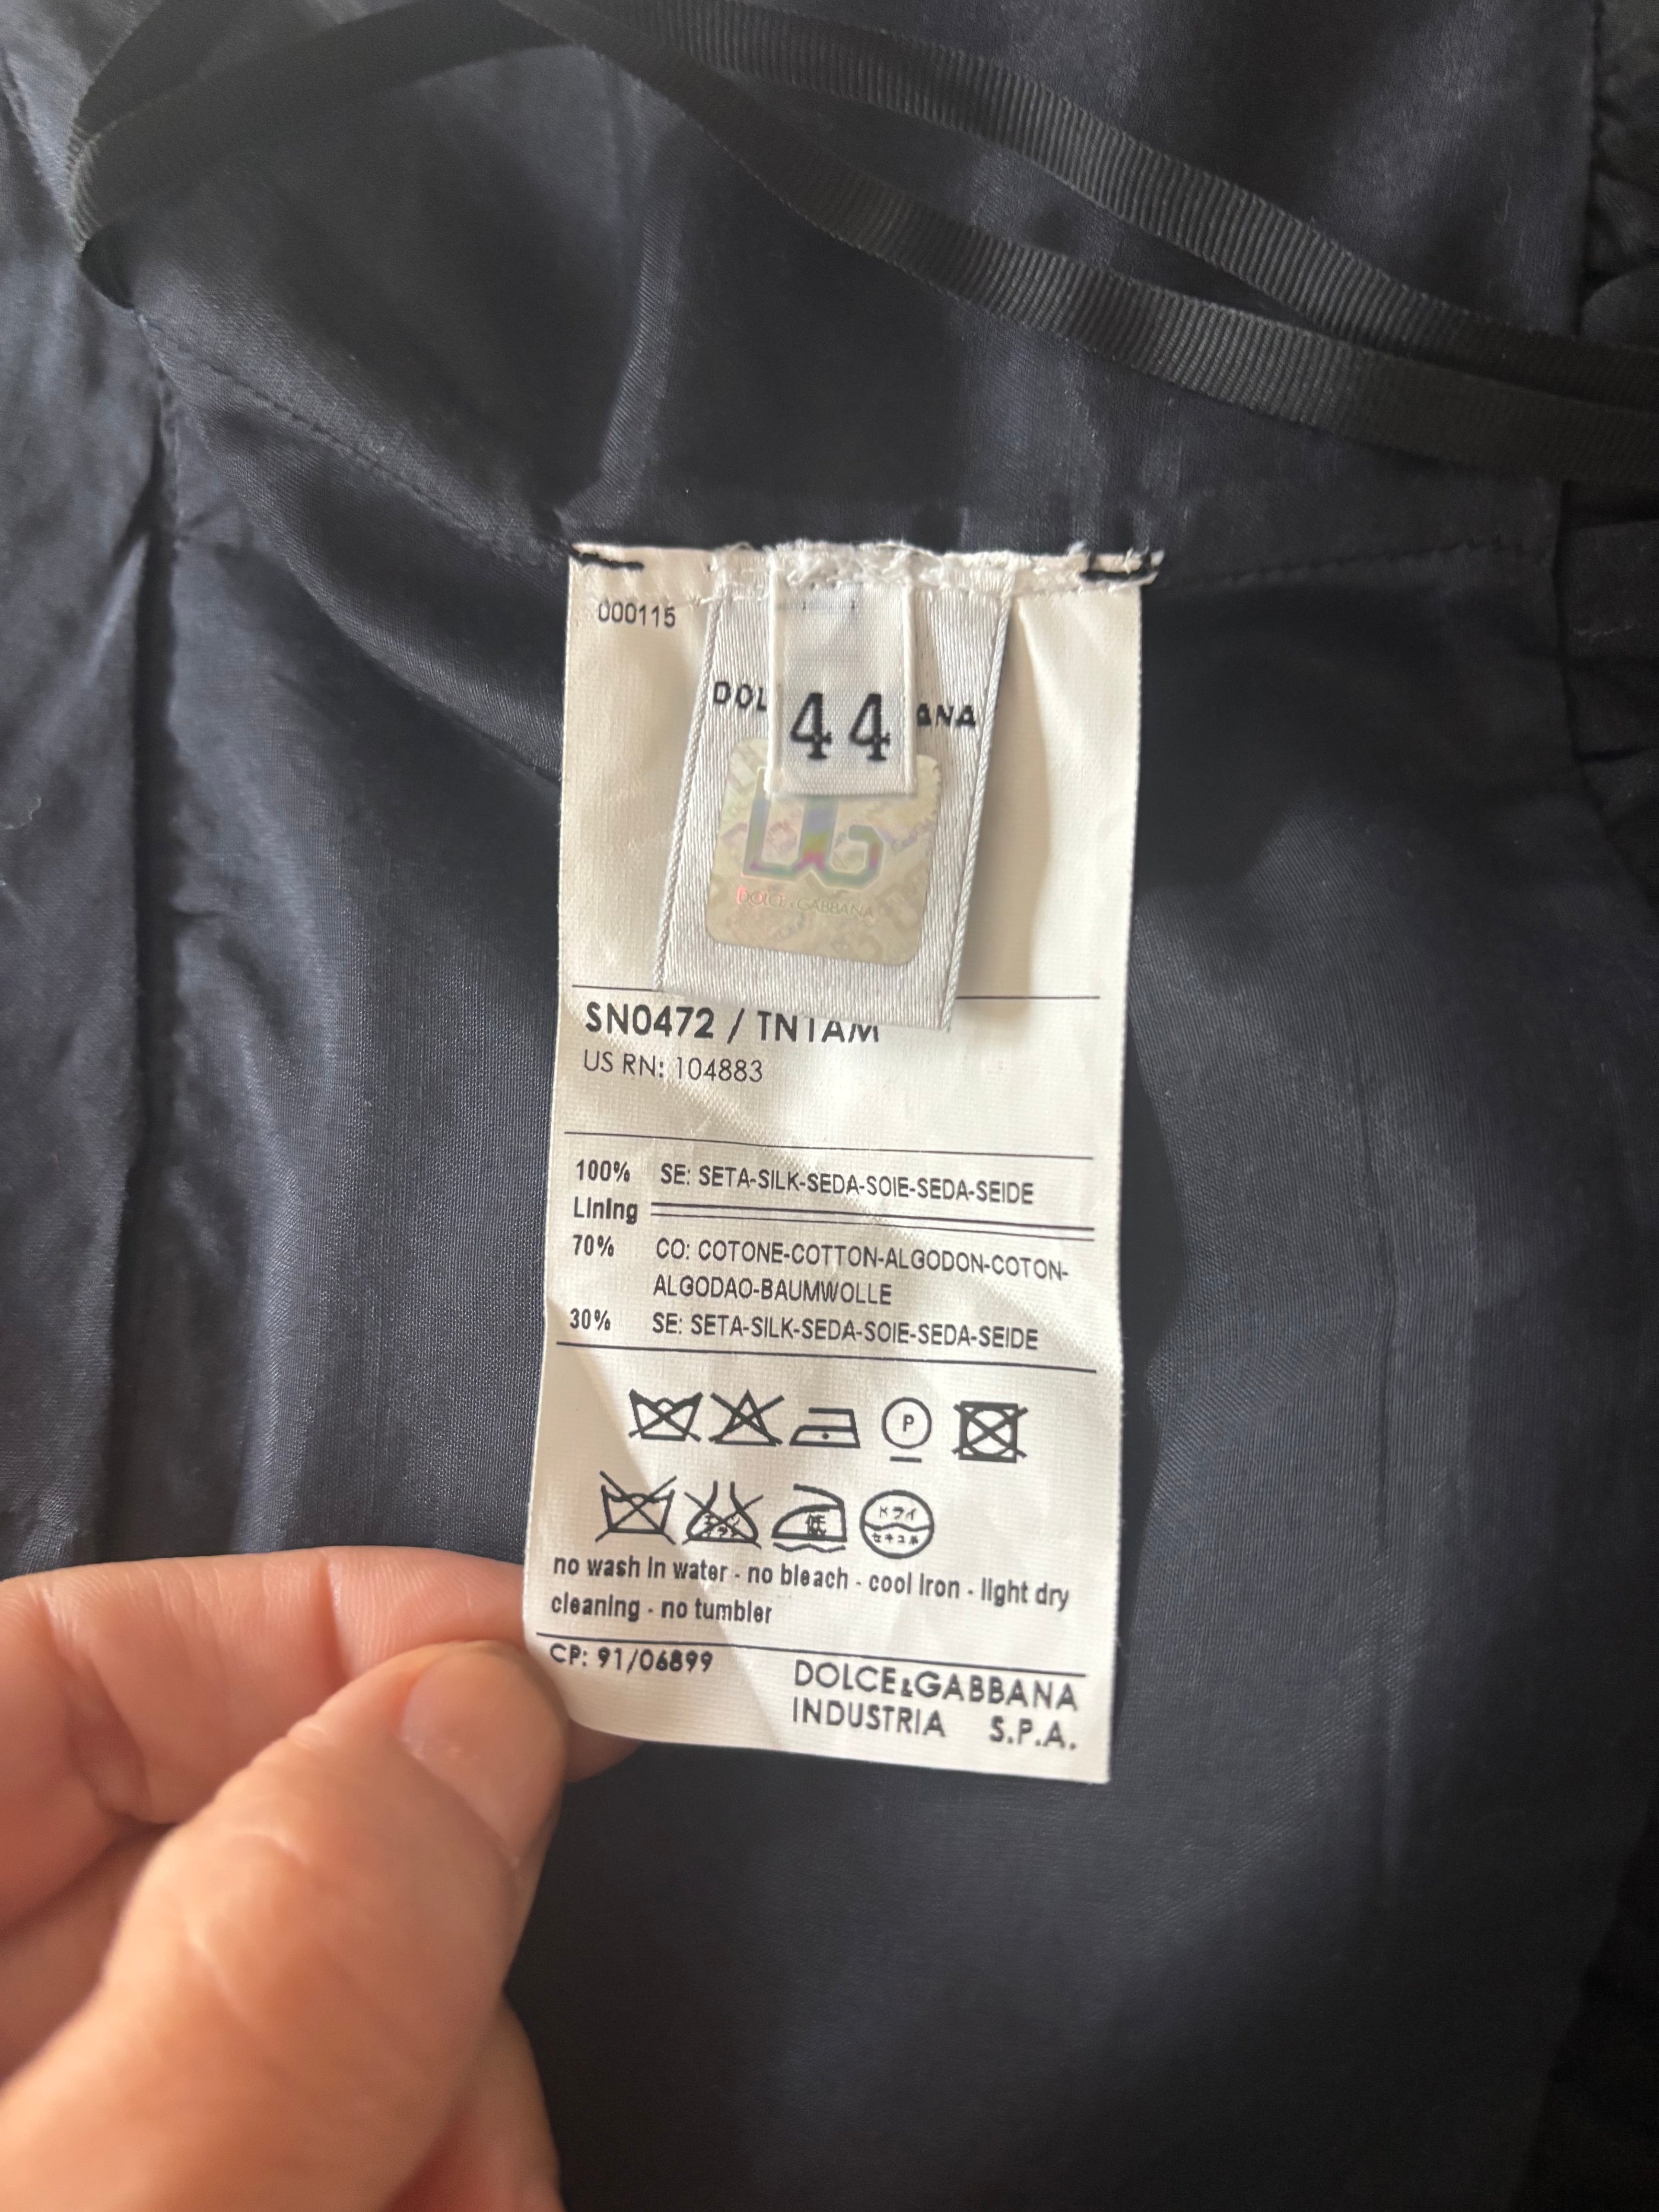 000115
44
DOLCE&GABBANA
SN0472 / TN1AM
US RN: 104883
100% SE: SETA-SILK-SEDA-SOIE-SEDA-SEIDE
Lining
70% CO: COTONE-COTTON-ALGODON-COTON-
ALGODAO-BAUMWOLLE
30% SE: SETA-SILK-SEDA-SOIE-SEDA-SEIDE
P
低
ドライ
セキユ系
no wash in water - no bleach - cool iron - light dry
cleaning - no tumbler
CP: 91/06899
DOLCE&GABBANA
INDUSTRIA S.P.A.